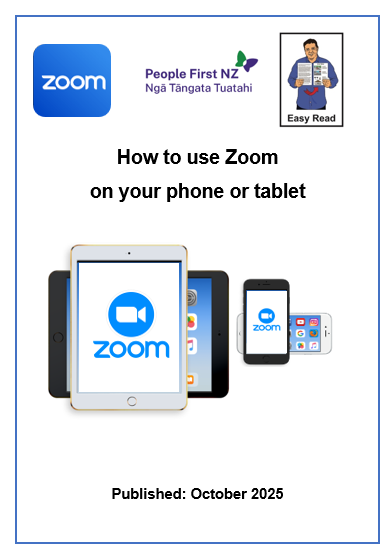 zoom
People First NZ
Ngā Tāngata Tuatahi
Easy Read
How to use Zoom
on your phone or tablet
zoom
zoom
Published: October 2025